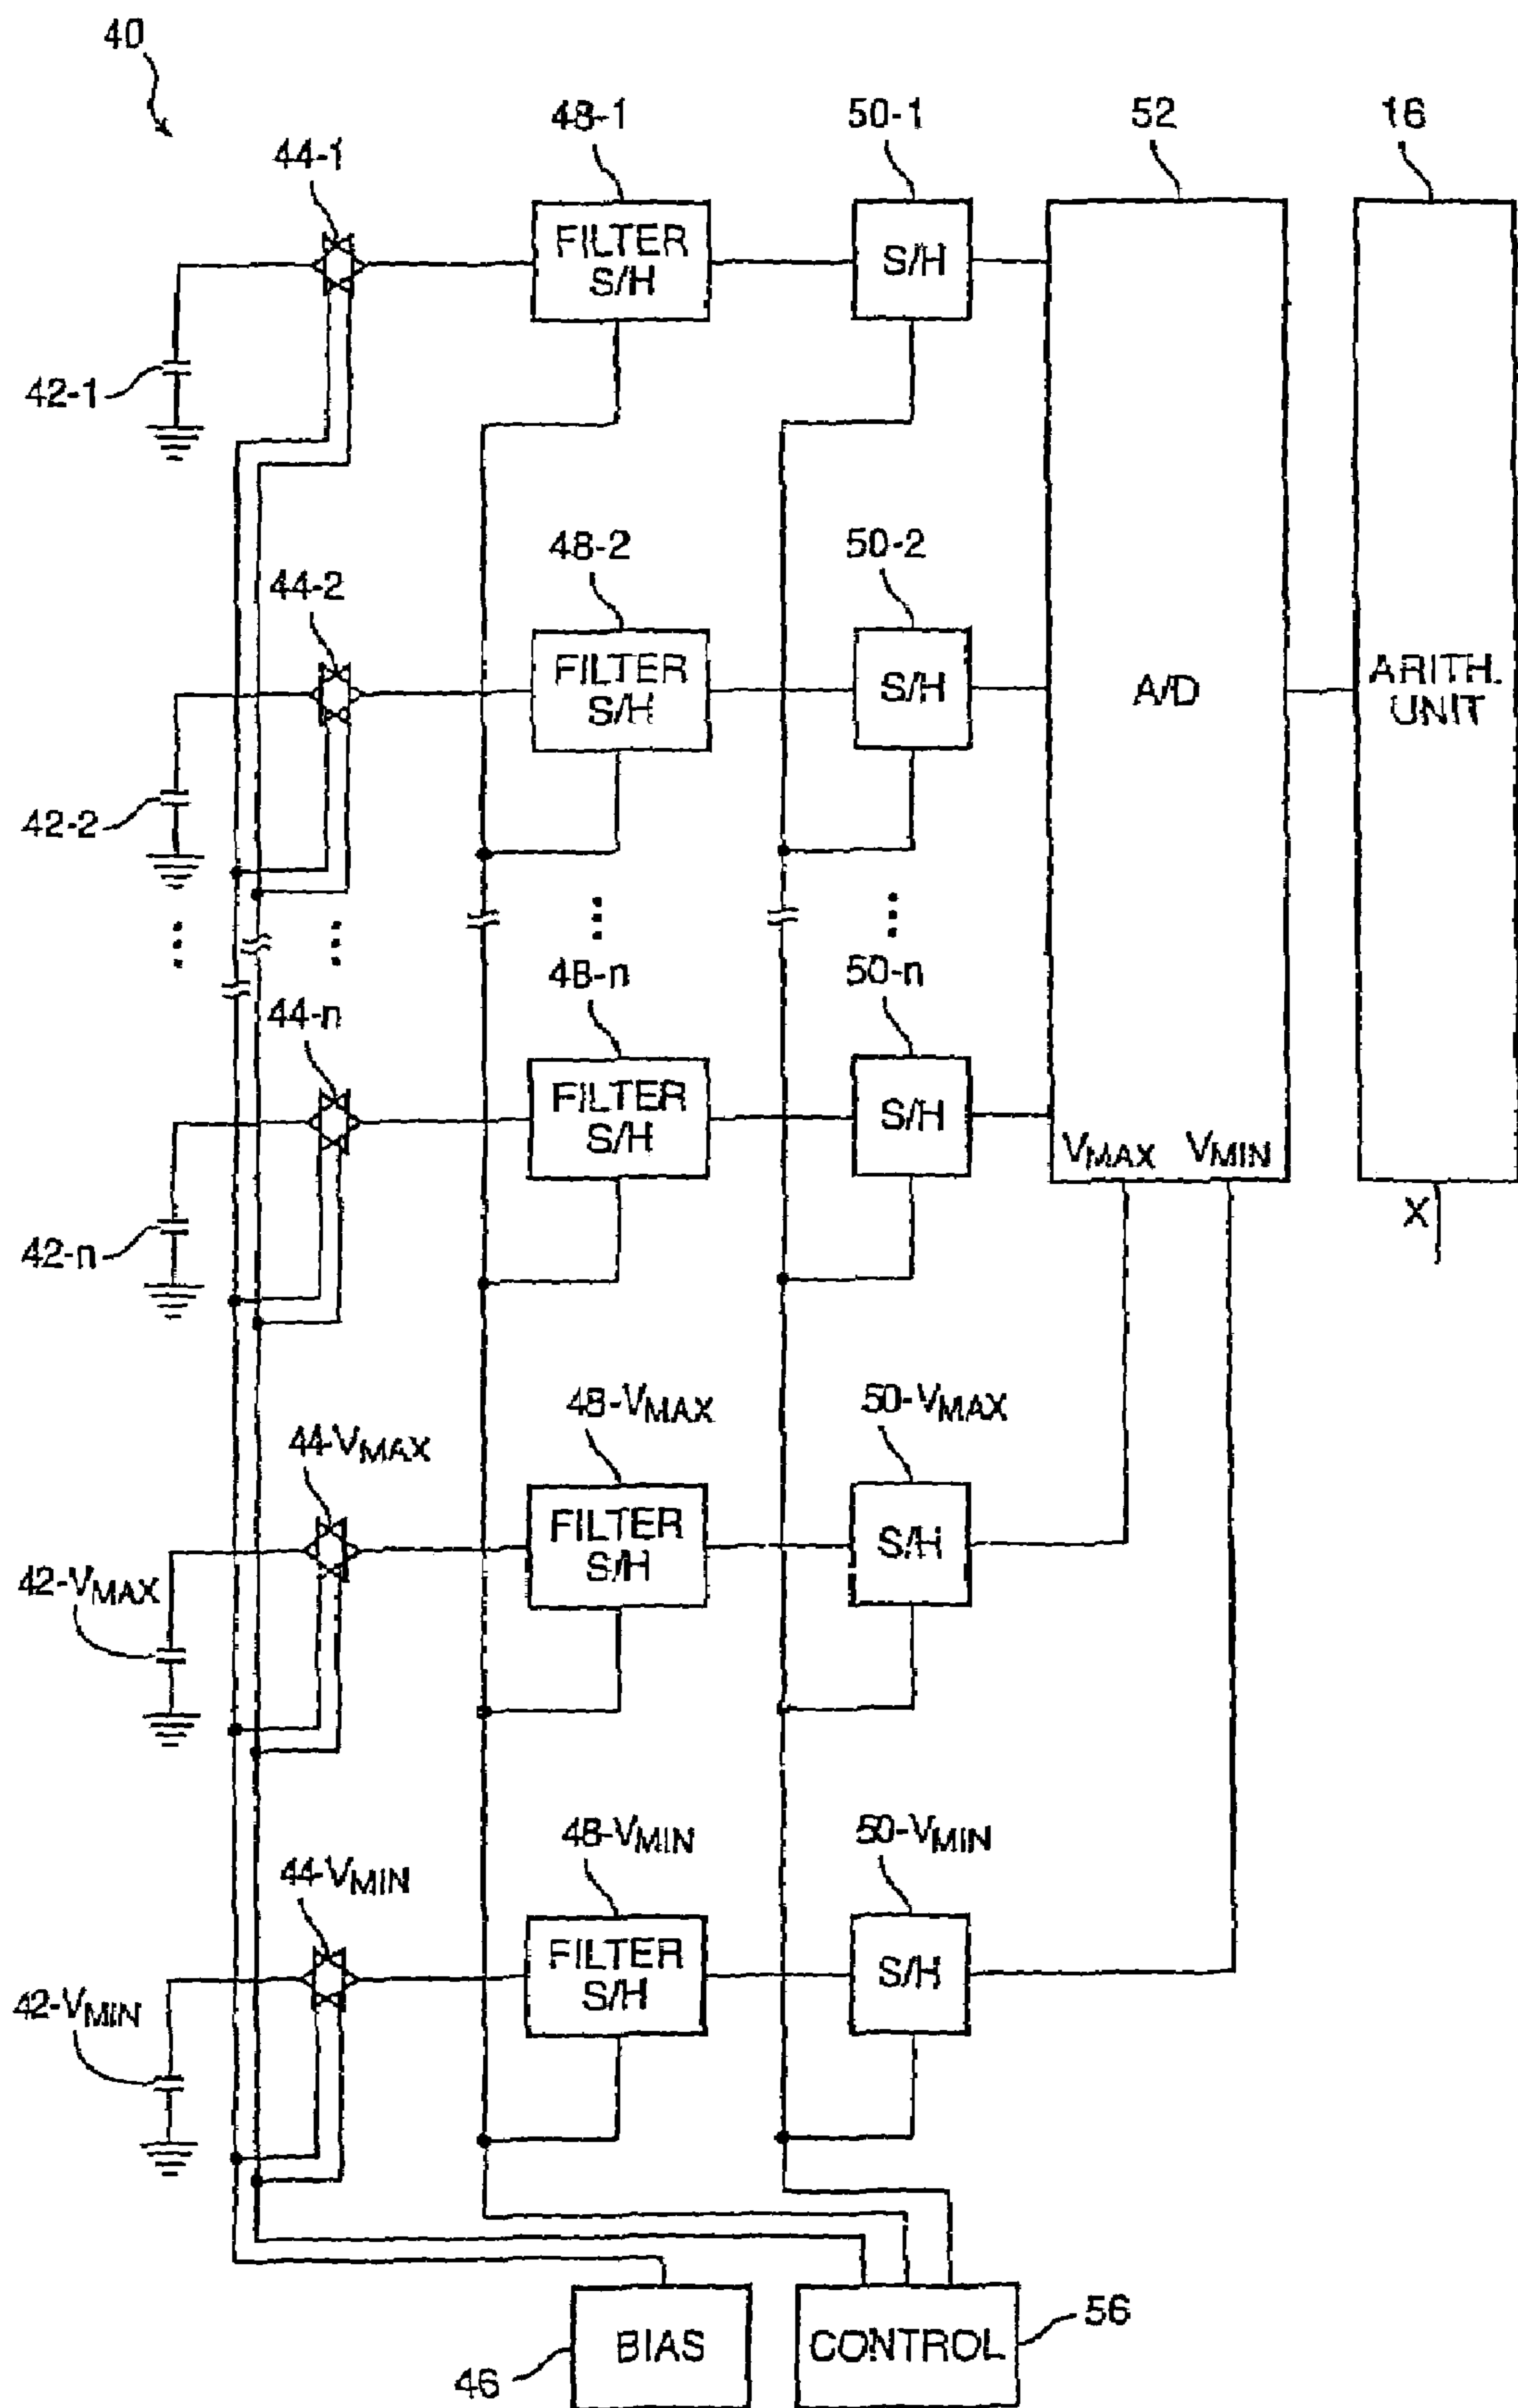 40
48-1
50-1
52
16
44-1
FILTER
S/H
S/H
42-1
48-2
50-2
44-2
FILTER
S/H
S/H
A/D
ARITH.
UNIT
42-2
48-n
50-n
44-n
FILTER
S/H
S/H
VMAX VMIN
X
42-n
48-VMAX
50-VMAX
44-VMAX
FILTER
S/H
S/H
42-VMAX
48-VMIN
50-VMIN
44-VMIN
FILTER
S/H
S/H
42-VMIN
56
BIAS
CONTROL
46